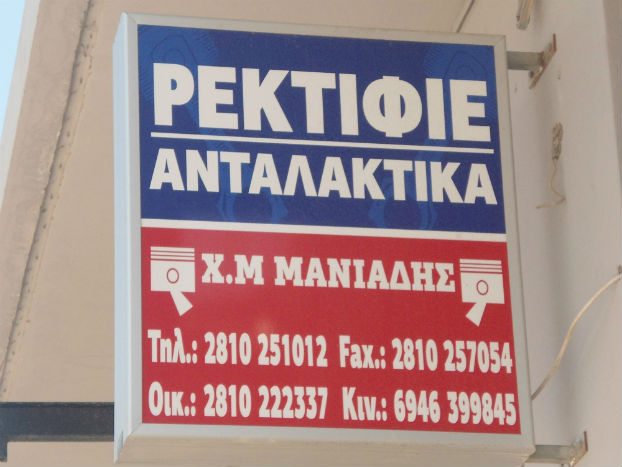 ΡΕΚΤΙΦΙΕ
ΑΝΤΑΛΑΚΤΙΚΑ
Χ.Μ ΜΑΝΙΑΔΗΣ
Τηλ.: 2810 251012 Fax.: 2810 257054
Οικ.: 2810 222337 Κιν.: 6946 399845